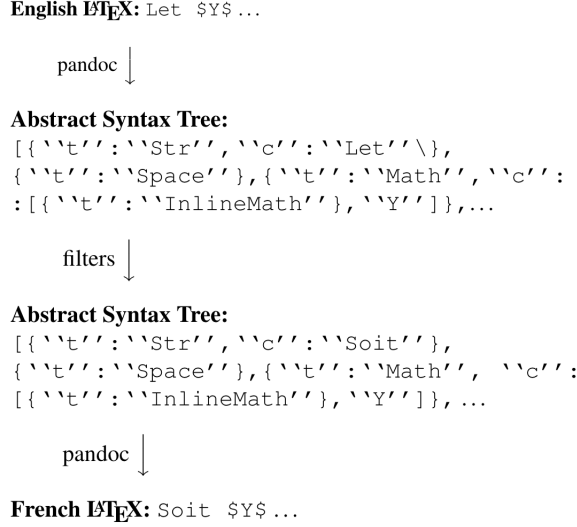 English LATEX: Let $Y$...
pandoc
Abstract Syntax Tree:
[{‘‘t’’:‘‘Str’’,‘‘c’’:‘‘Let’’\},
{‘‘t’’:‘‘Space’’},{‘‘t’’:‘‘Math’’,‘‘c’’:
:[{‘‘t’’:‘‘InlineMath’’},‘‘Y’’]},...
filters
Abstract Syntax Tree:
[{‘‘t’’:‘‘Str’’,‘‘c’’:‘‘Soit’’},
{‘‘t’’:‘‘Space’’},{‘‘t’’:‘‘Math’’, ‘‘c’’:
[{‘‘t’’:‘‘InlineMath’’},‘‘Y’’]},...
pandoc
French LATEX: Soit $Y$...